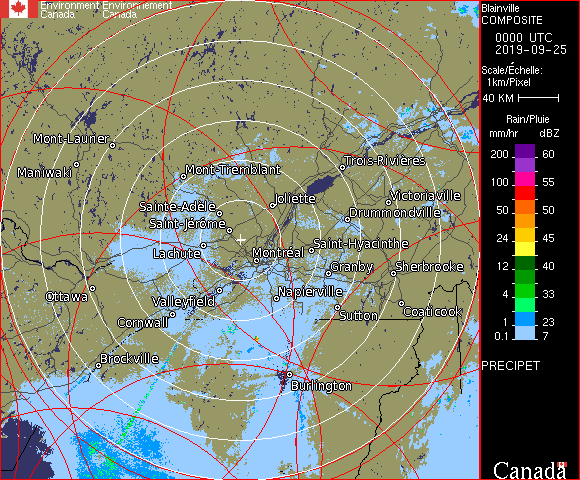 Environment Environnement
Canada Canada
Blainville
COMPOSITE
0000 UTC
2019-09-25
Scale/Échelle:
1km/Pixel
40 KM
Rain/Pluie
mm/hr dBZ
200 60
100 55
50 50
24 45
12 40
4 33
1 23
0.1 7
PRECIPET
Mont-Laurier
Maniwaki
Mont-Tremblant
Trois-Rivières
Sainte-Adèle
Joliette
Victoriaville
Saint-Jérôme
Drummondville
Lachute
Montréal
Saint-Hyacinthe
Granby
Sherbrooke
Ottawa
Valleyfield
Napierville
Cornwall
Sutton
Coaticook
Brockville
Burlington
Canada